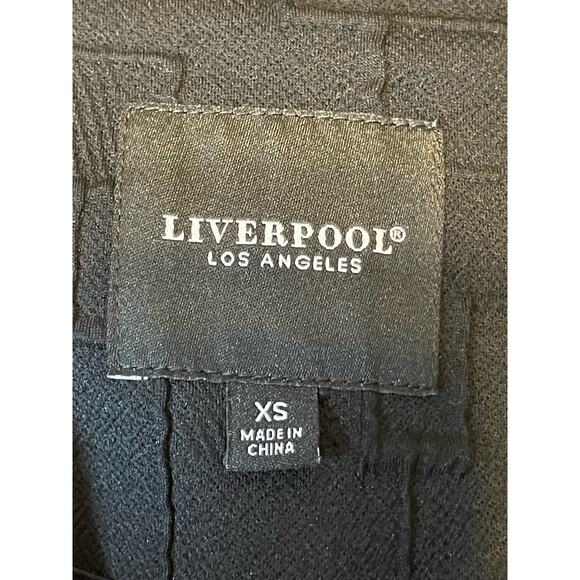 LIVERPOOL®
LOS ANGELES
XS
MADE IN
CHINA